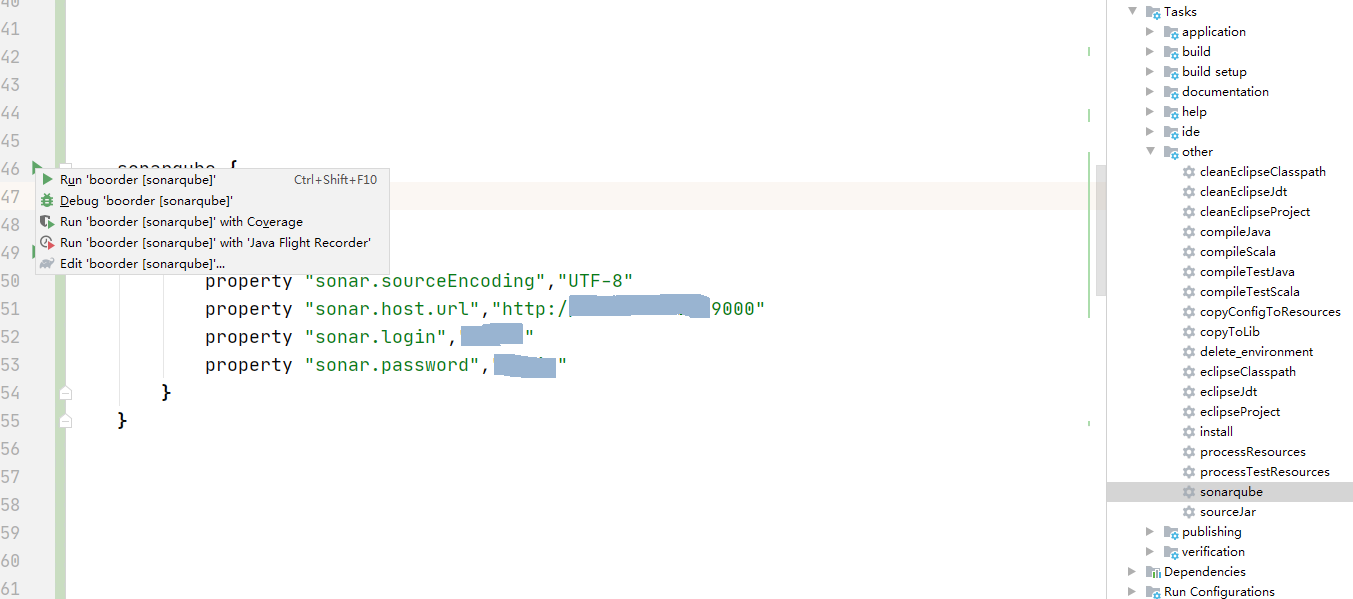 40
41
42
43
44
45
46 sonarqube {
Run 'boorder [sonarqube]' Ctrl+Shift+F10
47
Debug 'boorder [sonarqube]'
48
Run 'boorder [sonarqube]' with Coverage
Run 'boorder [sonarqube]' with 'Java Flight Recorder'
49
Edit 'boorder [sonarqube]'...
50 property "sonar.sourceEncoding","UTF-8"
51 property "sonar.host.url","http:/ 9000"
52 property "sonar.login", "
53 property "sonar.password", "
54 }
55 }
56
57
58
59
60
61
Tasks
application
build
build setup
documentation
help
ide
other
cleanEclipseClasspath
cleanEclipseJdt
cleanEclipseProject
compileJava
compileScala
compileTestJava
compileTestScala
copyConfigToResources
copyToLib
delete_environment
eclipseClasspath
eclipseJdt
eclipseProject
install
processResources
processTestResources
sonarqube
sourceJar
publishing
verification
Dependencies
Run Configurations